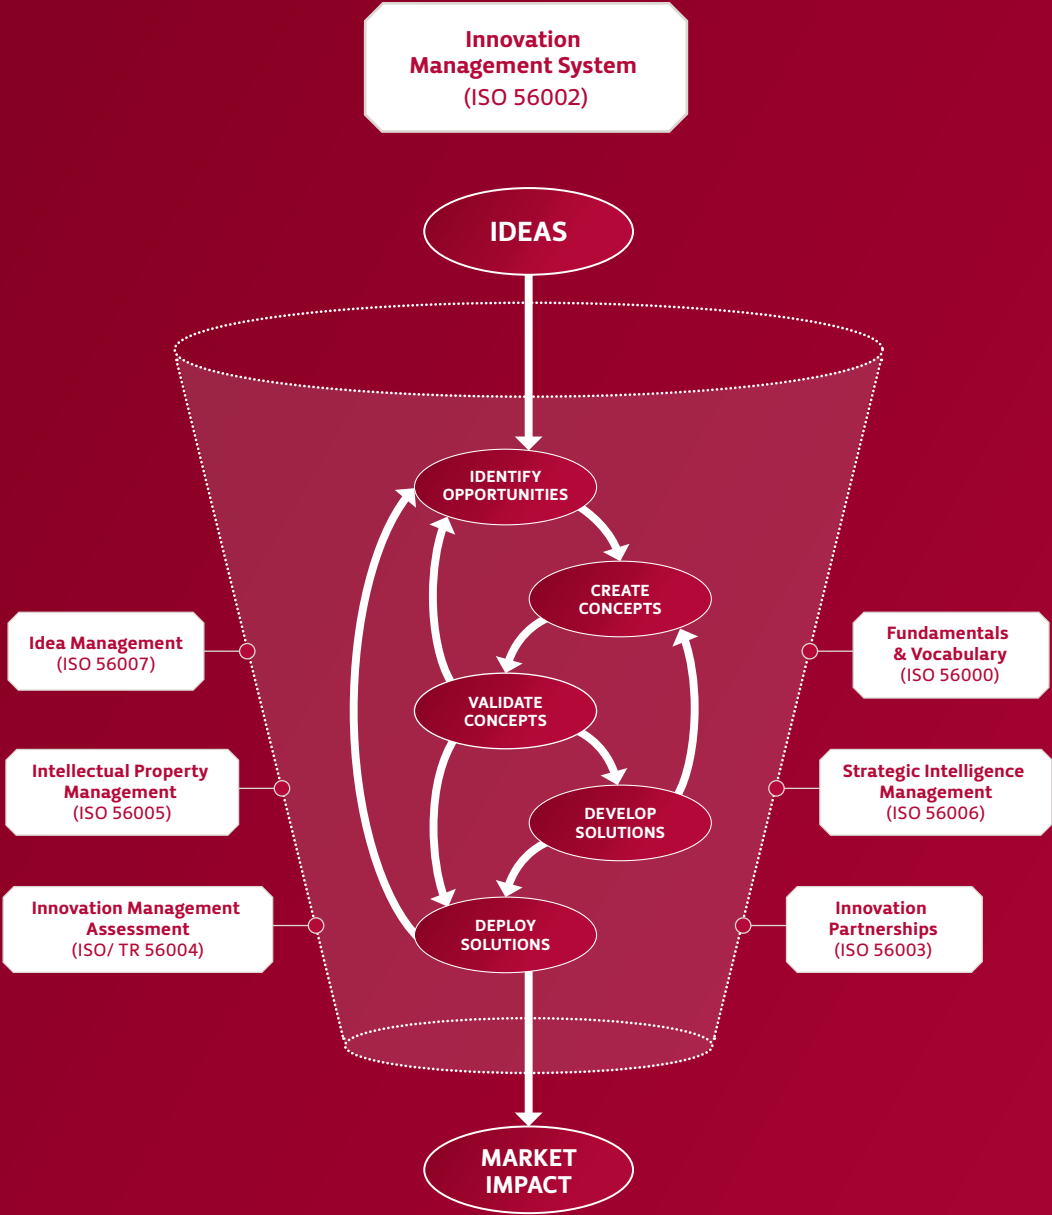 Innovation
Management System
(ISO 56002)
IDEAS
IDENTIFY
OPPORTUNITIES
CREATE
CONCEPTS
Idea Management
(ISO 56007)
Fundamentals
& Vocabulary
(ISO 56000)
VALIDATE
CONCEPTS
Intellectual Property
Management
(ISO 56005)
Strategic Intelligence
Management
(ISO 56006)
DEVELOP
SOLUTIONS
Innovation Management
Assessment
(ISO/ TR 56004)
Innovation
Partnerships
(ISO 56003)
DEPLOY
SOLUTIONS
MARKET
IMPACT